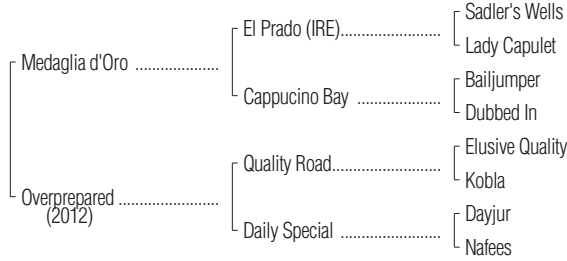 Sadler's Wells
El Prado (IRE)........................
Lady Capulet
Medaglia d'Oro ....................
Bailjumper
Cappucino Bay ....................
Dubbed In
Elusive Quality
Quality Road..........................
Kobla
Overprepared ........................
(2012)
Dayjur
Daily Special ........................
Nafees